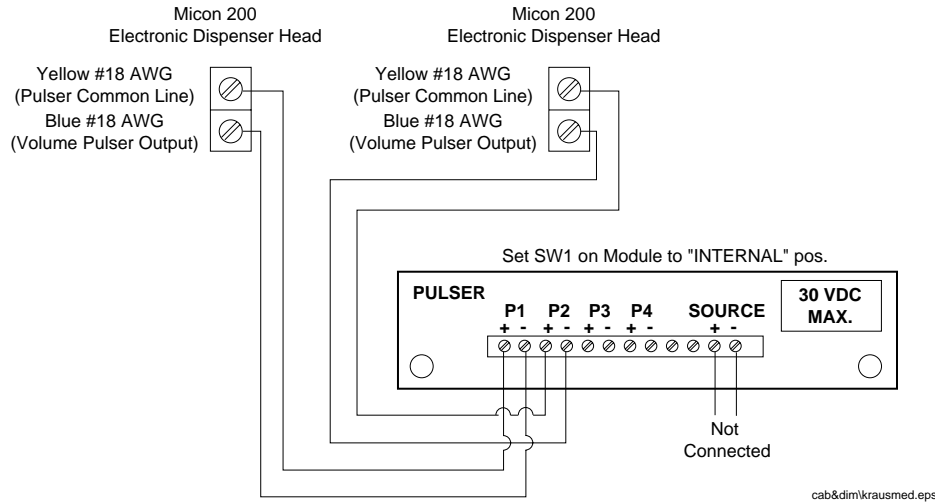 Micon 200
Electronic Dispenser Head
Yellow #18 AWG
(Pulser Common Line)
Blue #18 AWG
(Volume Pulser Output)
Micon 200
Electronic Dispenser Head
Yellow #18 AWG
(Pulser Common Line)
Blue #18 AWG
(Volume Pulser Output)
Set SW1 on Module to "INTERNAL" pos.
PULSER
P1 P2 P3 P4 SOURCE
+ - + - + - + - + -
30 VDC
MAX.
Not
Connected
cab&dim\krausmed.eps